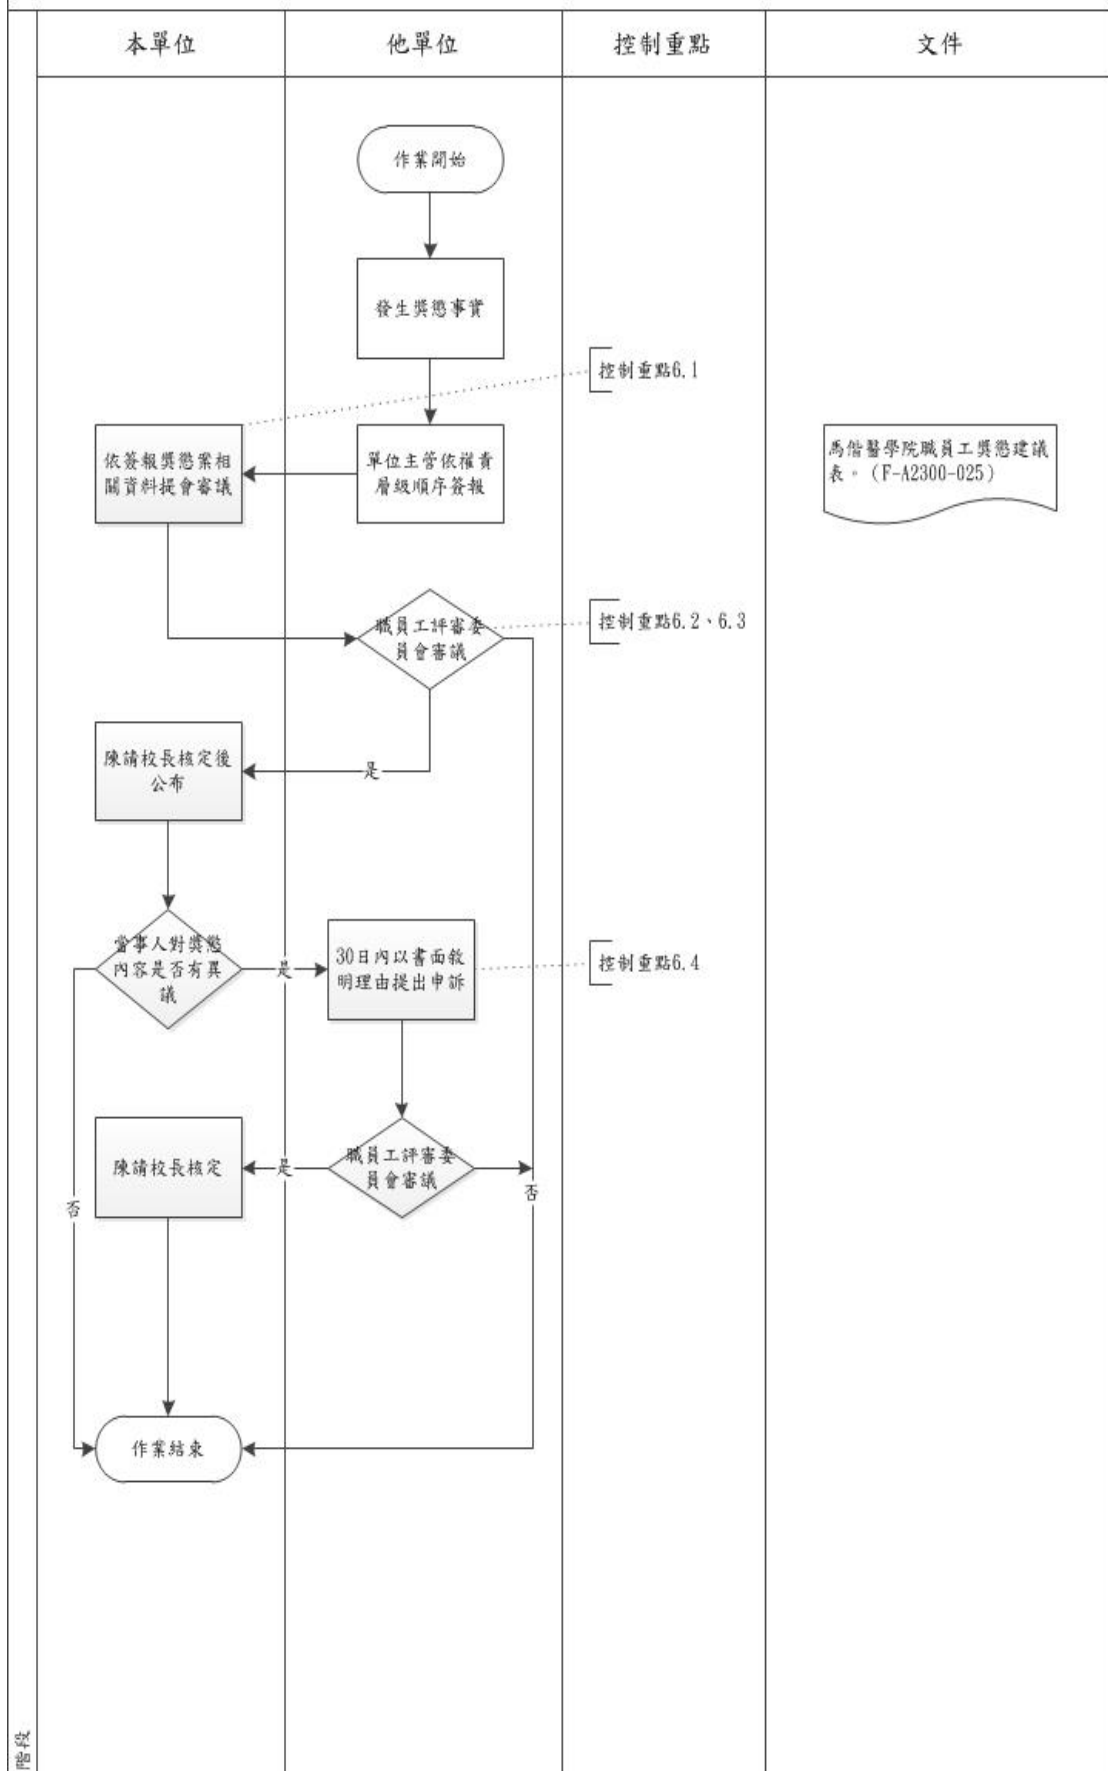 本單位
他單位
控制重點
文件
作業開始
發生獎懲事實
控制重點6.1
依簽報獎懲案相
關資料提會審議
單位主管依權責
層級順序簽報
馬偕醫學院職員工獎懲建議
表。（F-A2300-025）
職員工評審委
員會審議
控制重點6.2、6.3
陳請校長核定後
公布
是
當事人對獎懲
內容是否有異
議
是
30日內以書面敘
明理由提出申訴
控制重點6.4
陳請校長核定
是
職員工評審委
員會審議
否
否
作業結束
階段